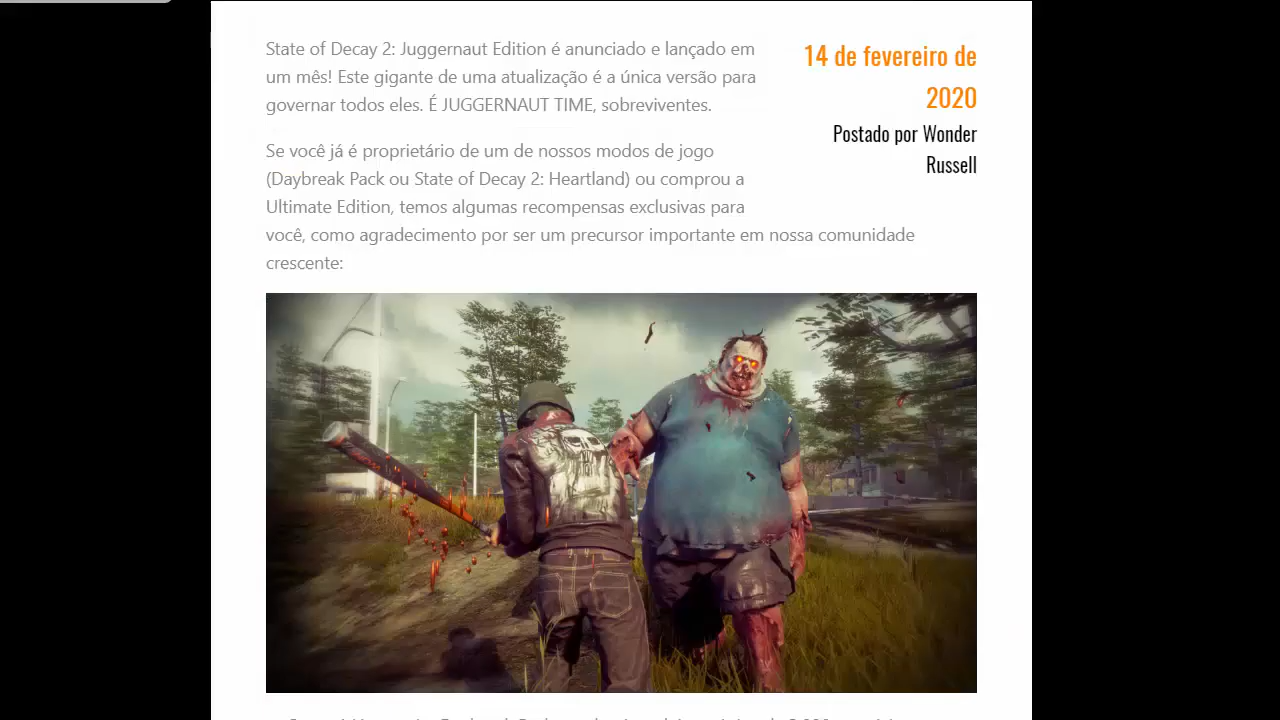 State of Decay 2: Juggernaut Edition é anunciado e lançado em
um mês! Este gigante de uma atualização é a única versão para
governar todos eles. É JUGGERNAUT TIME, sobreviventes.
14 de fevereiro de
2020
Postado por Wonder
Russell
Se você já é proprietário de um de nossos modos de jogo
(Daybreak Pack ou State of Decay 2: Heartland) ou comprou a
Ultimate Edition, temos algumas recompensas exclusivas para
você, como agradecimento por ser um precursor importante em nossa comunidade
crescente: